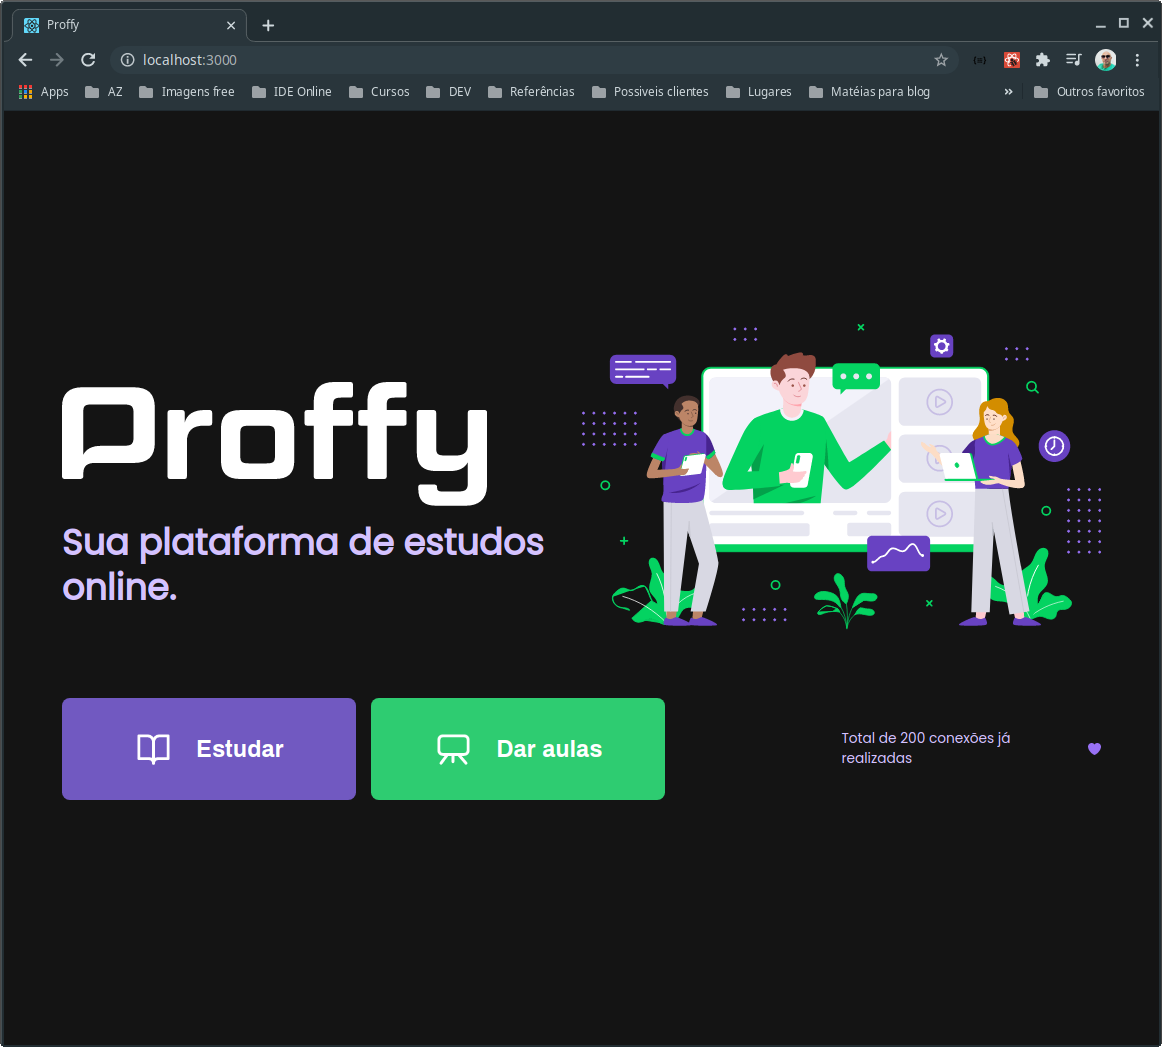 Proffy
localhost:3000
Apps AZ Imagens free IDE Online Cursos DEV Referências Possiveis clientes Lugares Matéias para blog » Outros favoritos
Proffy
Sua plataforma de estudos
online.
Estudar
Dar aulas
Total de 200 conexões já
realizadas